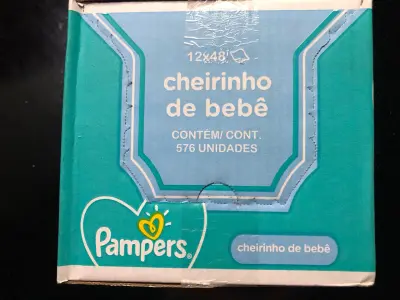 12x48
cheirinho
de bebê
CONTÉM/ CONT.
576 UNIDADES
Pampers®
cheirinho de bebê